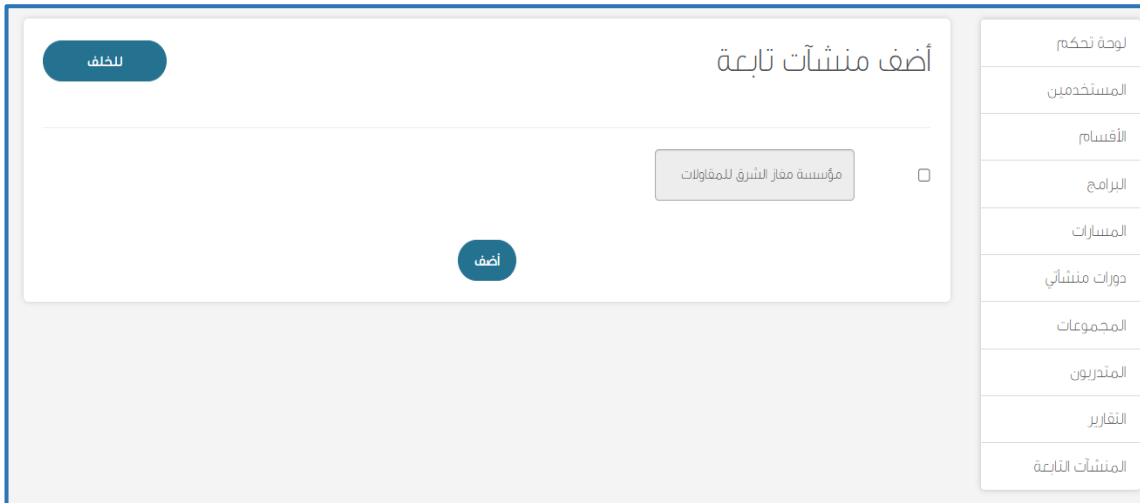 لوحة تحكم
المستخدمين
الأقسام
البرامج
المسارات
دورات منشأتي
المجموعات
المتدربون
التقارير
المنشآت التابعة
أضف منشآت تابعة
للخلف
مؤسسة مغاز الشرق للمقاولات
أضف